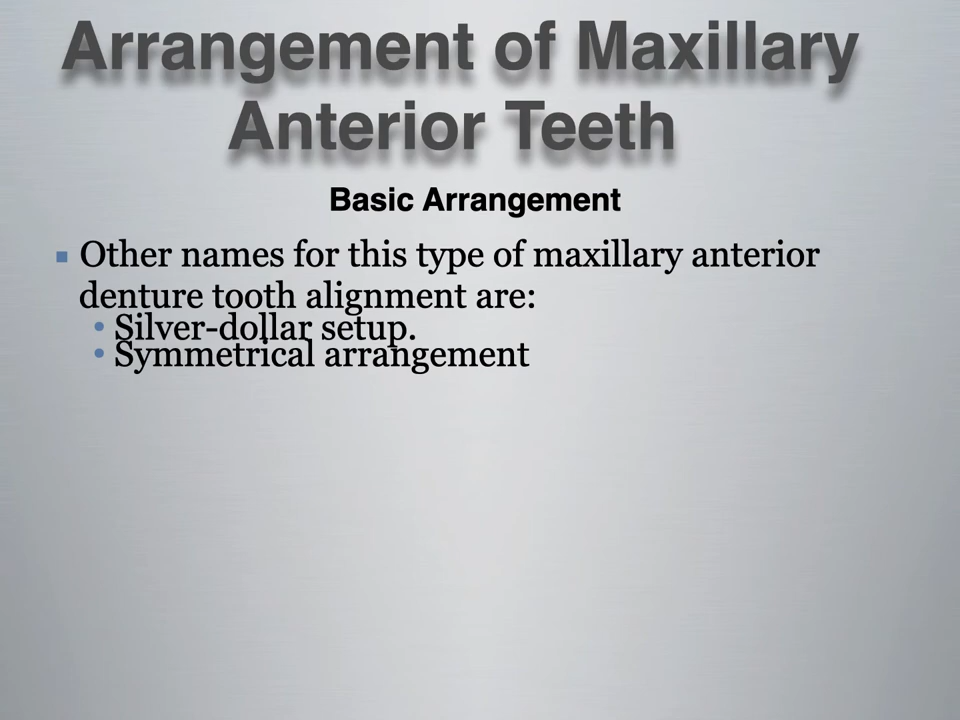 Arrangement of Maxillary
Anterior Teeth
Basic Arrangement
▪ Other names for this type of maxillary anterior
denture tooth alignment are:
• Silver-dollar setup.
• Symmetrical arrangement